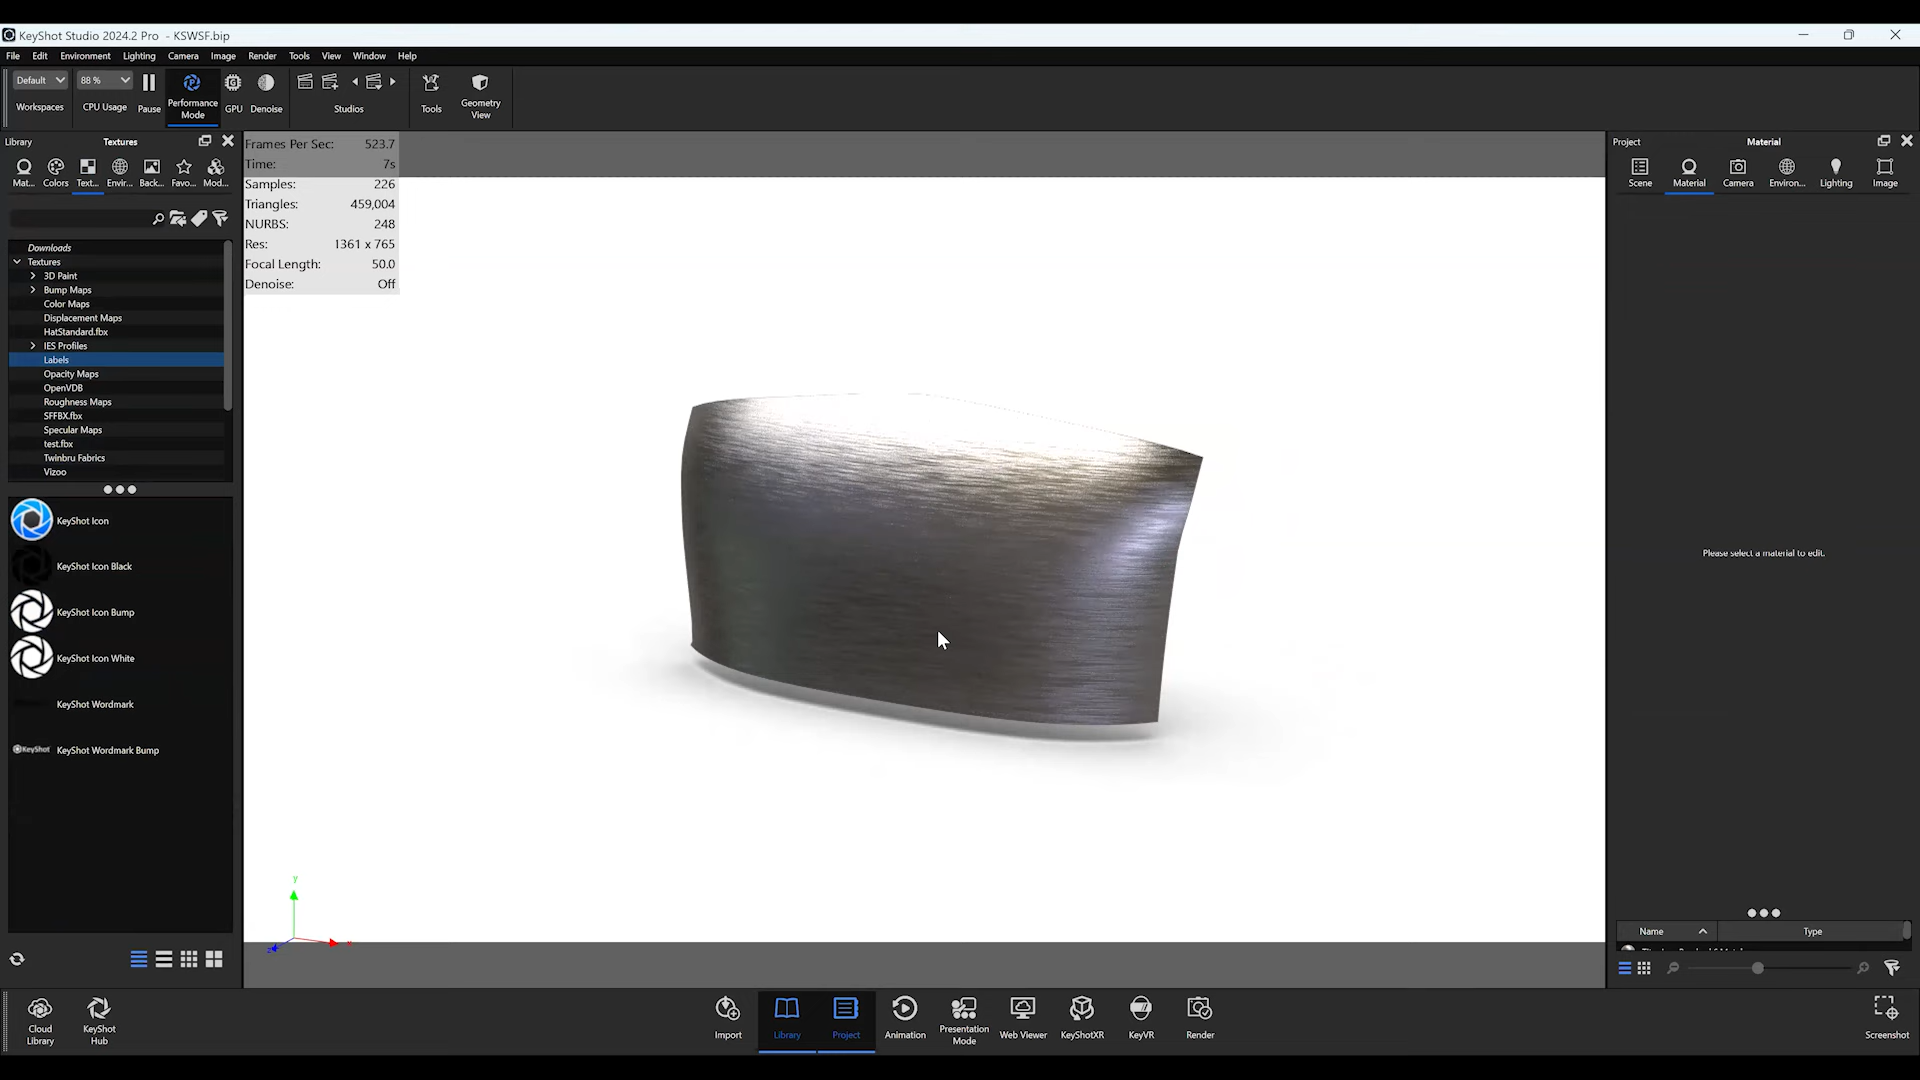 KeyShot Studio 2024.2 Pro - KSWSF.bip
File Edit Environment Lighting Camera Image Render Tools View Window Help
Default 88 %
Workspaces CPU Usage Pause Performance Mode GPU Denoise Studios Tools Geometry View
Library Textures
Mat... Colors Text... Envir... Back... Favo... Mod...
Downloads
Textures
3D Paint
Bump Maps
Color Maps
Displacement Maps
HatStandard.fbx
IES Profiles
Labels
Opacity Maps
OpenVDB
Roughness Maps
SFFBX.fbx
Specular Maps
test.fbx
Twinbru Fabrics
Vizoo
KeyShot Icon
KeyShot Icon Black
KeyShot Icon Bump
KeyShot Icon White
KeyShot Wordmark
KeyShot KeyShot Wordmark Bump
Frames Per Sec: 523.7
Time: 7s
Samples: 226
Triangles: 459,004
NURBS: 248
Res: 1361 x 765
Focal Length: 50.0
Denoise: Off
Y
X
Z
Project Material
Scene Material Camera Environ... Lighting Image
Please select a material to edit.
Name Type
Cloud Library KeyShot Hub
Import Library Project Animation Presentation Mode Web Viewer KeyShotXR KeyVR Render
Screenshot